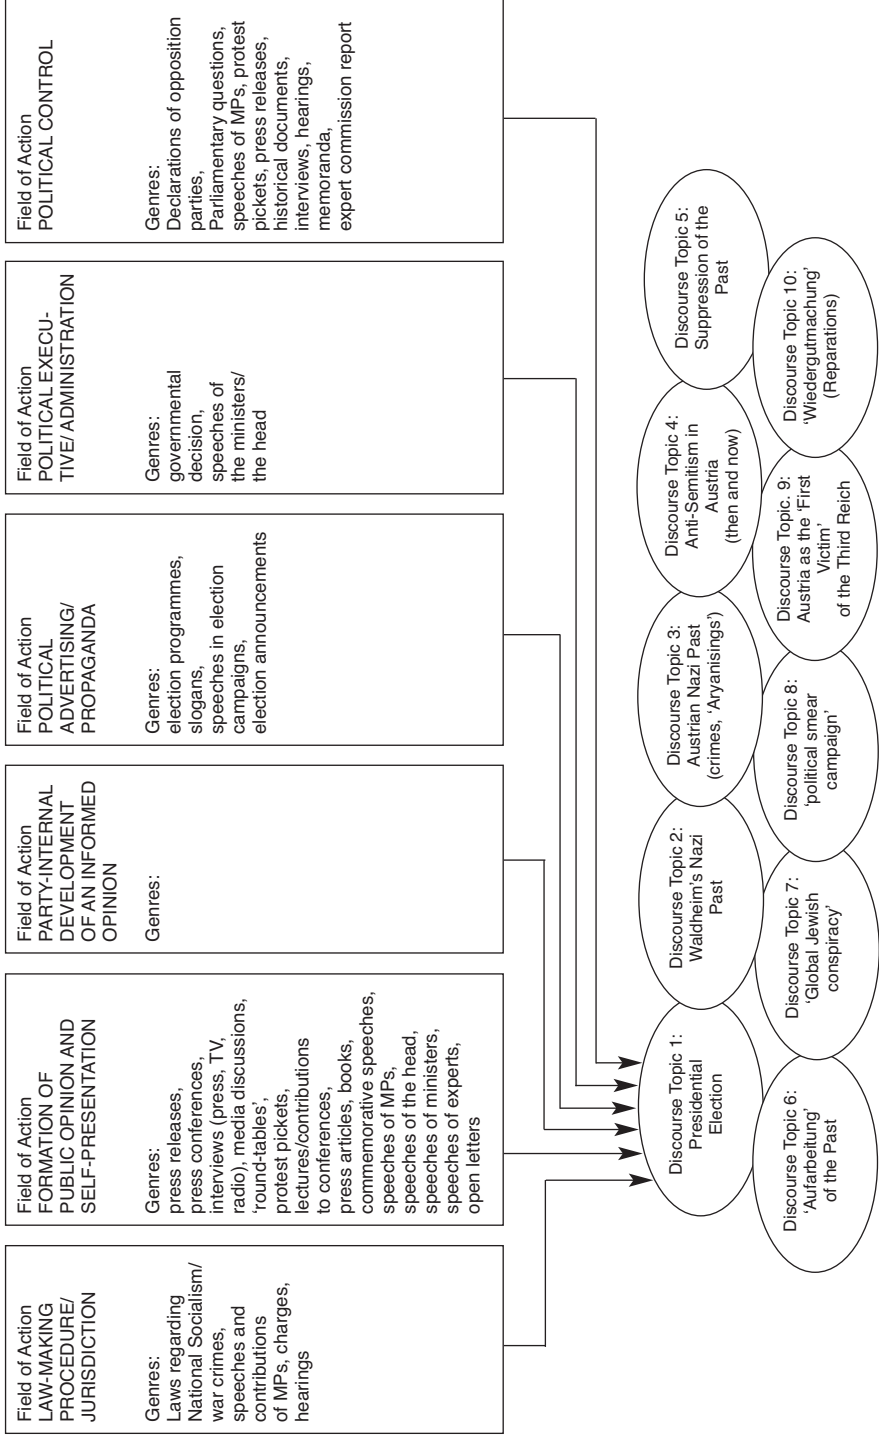 Field of Action
LAW-MAKING
PROCEDURE/
JURISDICTION
Genres:
Laws regarding
National Socialism/
war crimes,
speeches and
contributions
of MPs, charges,
hearings
Field of Action
FORMATION OF
PUBLIC OPINION AND
SELF-PRESENTATION
Genres:
press releases,
press conferences,
interviews (press, TV,
radio), media discussions,
‘round-tables’,
protest pickets,
lectures/contributions
to conferences,
press articles, books,
commemorative speeches,
speeches of MPs,
speeches of the head,
speeches of ministers,
speeches of experts,
open letters
Field of Action
PARTY-INTERNAL
DEVELOPMENT
OF AN INFORMED
OPINION
Genres:
Field of Action
POLITICAL
ADVERTISING/
PROPAGANDA
Genres:
election programmes,
slogans,
speeches in election
campaigns,
election announcements
Field of Action
POLITICAL EXECU-
TIVE/ ADMINISTRATION
Genres:
governmental
decision,
speeches of
the ministers/
the head
Field of Action
POLITICAL CONTROL
Genres:
Declarations of opposition
parties,
Parliamentary questions,
speeches of MPs, protest
pickets, press releases,
historical documents,
interviews, hearings,
memoranda,
expert commission report
Discourse Topic 1:
Presidential
Election
Discourse Topic 2:
Waldheim’s Nazi
Past
Discourse Topic 3:
Austrian Nazi Past
(crimes, ‘Aryanisings’)
Discourse Topic 4:
Anti-Semitism in
Austria
(then and now)
Discourse Topic 5:
Suppression of the
Past
Discourse Topic 6:
‘Aufarbeitung’
of the Past
Discourse Topic 7:
‘Global Jewish
conspiracy’
Discourse Topic 8:
‘political smear
campaign’
Discourse Topic. 9:
Austria as the ‘First
Victim’
of the Third Reich
Discourse Topic 10:
‘Wiedergutmachung’
(Reparations)